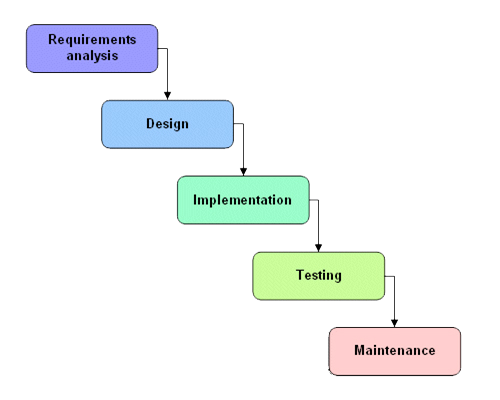 Requirements
analysis
Design
Implementation
Testing
Maintenance